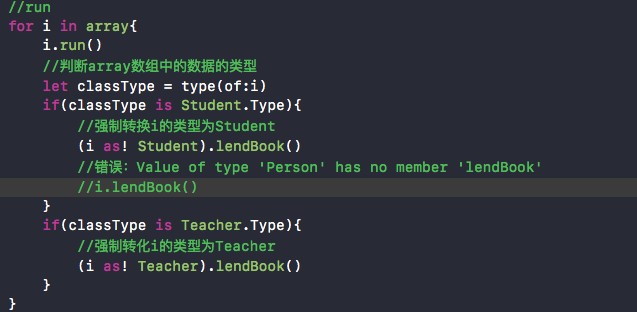 //run
for i in array{
    i.run()
    //判断array数组中的数据的类型
    let classType = type(of:i)
    if(classType is Student.Type){
        //强制转换i的类型为Student
        (i as! Student).lendBook()
        //错误：Value of type 'Person' has no member 'lendBook'
        //i.lendBook()
    }
    if(classType is Teacher.Type){
        //强制转化i的类型为Teacher
        (i as! Teacher).lendBook()
    }
}